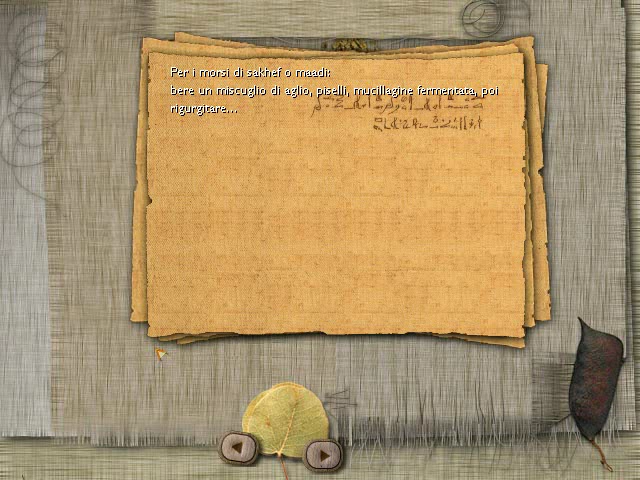 Per i morsi di sakhef o maadi:
bere un miscuglio di aglio, piselli, mucillagine fermentata, poi
rigurgitare...